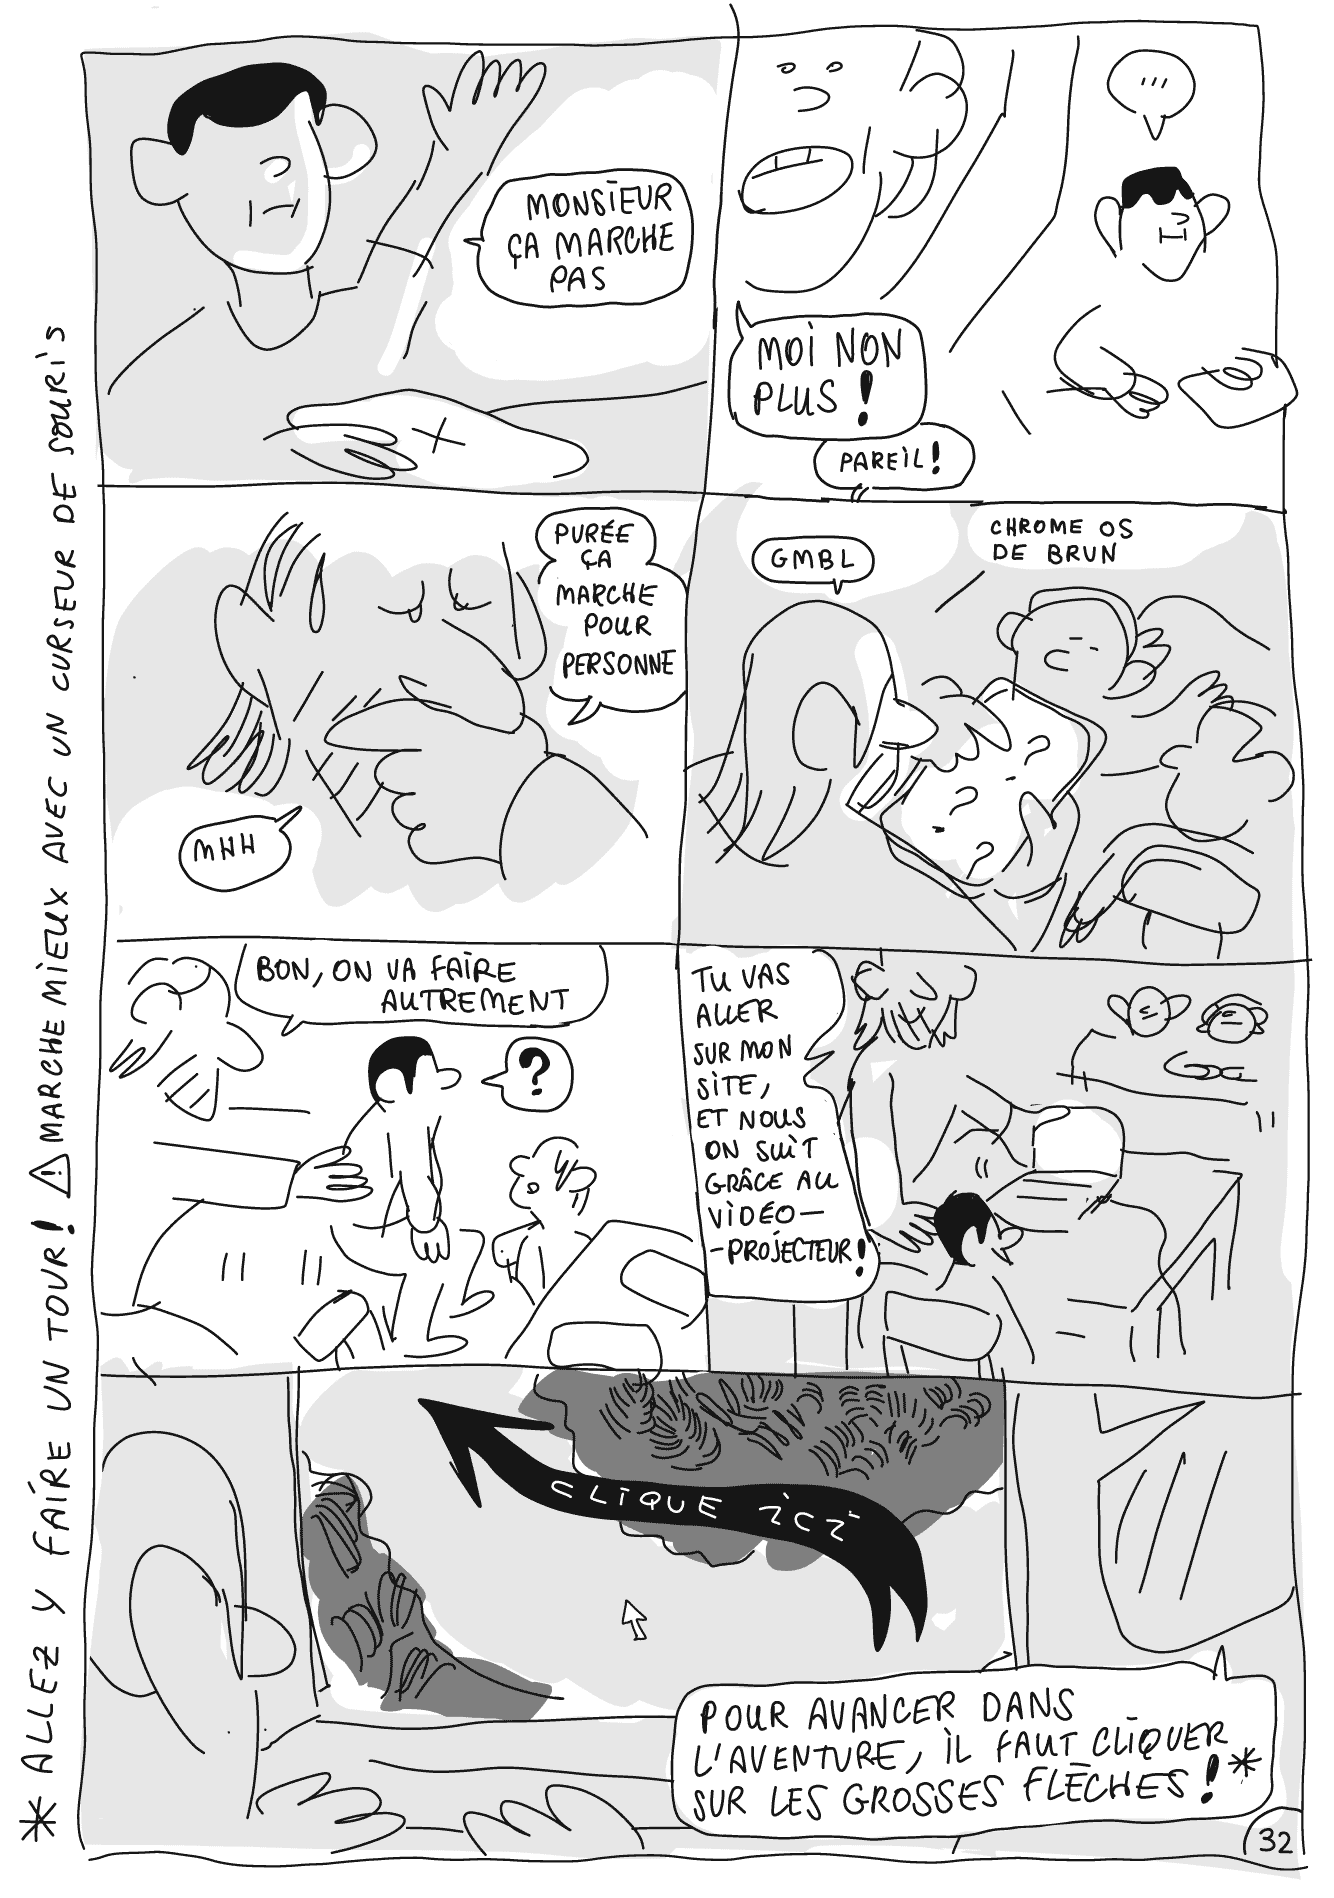 MONSIEUR
ÇA MARCHE
PAS
...
MOI NON
PLUS !
PAREIL !
PURÉE
ÇA
MARCHE
POUR
PERSONNE
MHH
GMBL
CHROME OS
DE BRUN
BON, ON VA FAIRE
AUTREMENT
?
TU VAS
ALLER
SUR MON
SITE,
ET NOUS
ON SUIT
GRÂCE AU
VIDÉO-
-PROJECTEUR !
CLIQUE ICI
POUR AVANCER DANS
L'AVENTURE, IL FAUT CLIQUER
SUR LES GROSSES FLÈCHES ! *
32
* ALLEZ Y FAIRE UN TOUR ! ⚠ MARCHE MIEUX AVEC UN CURSEUR DE SOURIS